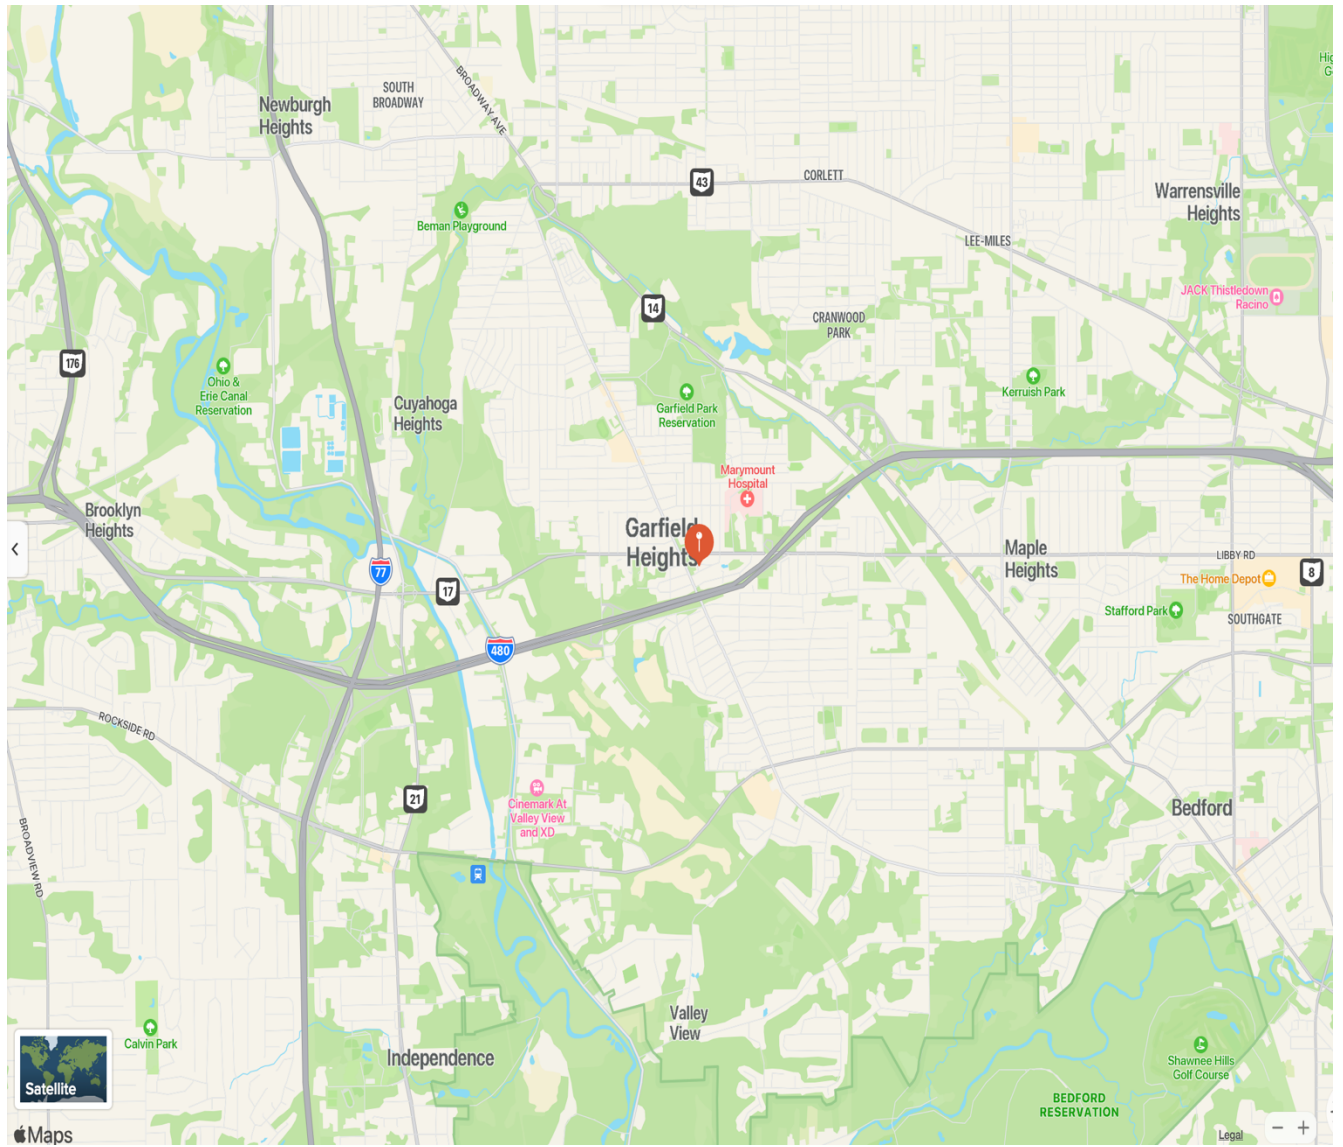 SOUTH
BROADWAY
BROADWAY AVE
Newburgh
Heights
Hig
G
43
CORLETT
Warrensville
Heights
Beman Playground
LEE-MILES
JACK Thistledown
Racino
14
CRANWOOD
PARK
176
Ohio &
Erie Canal
Reservation
Kerruish Park
Cuyahoga
Heights
Garfield Park
Reservation
Marymount
Hospital
Brooklyn
Heights
Garfield
Heights
Maple
Heights
LIBBY RD
77
17
The Home Depot
8
Stafford Park
SOUTHGATE
480
ROCKSIDE RD
21
Cinemark At
Valley View
and XD
Bedford
BROADVIEW RD
Valley
View
Calvin Park
Independence
Shawnee Hills
Golf Course
Satellite
BEDFORD
RESERVATION
Maps
Legal